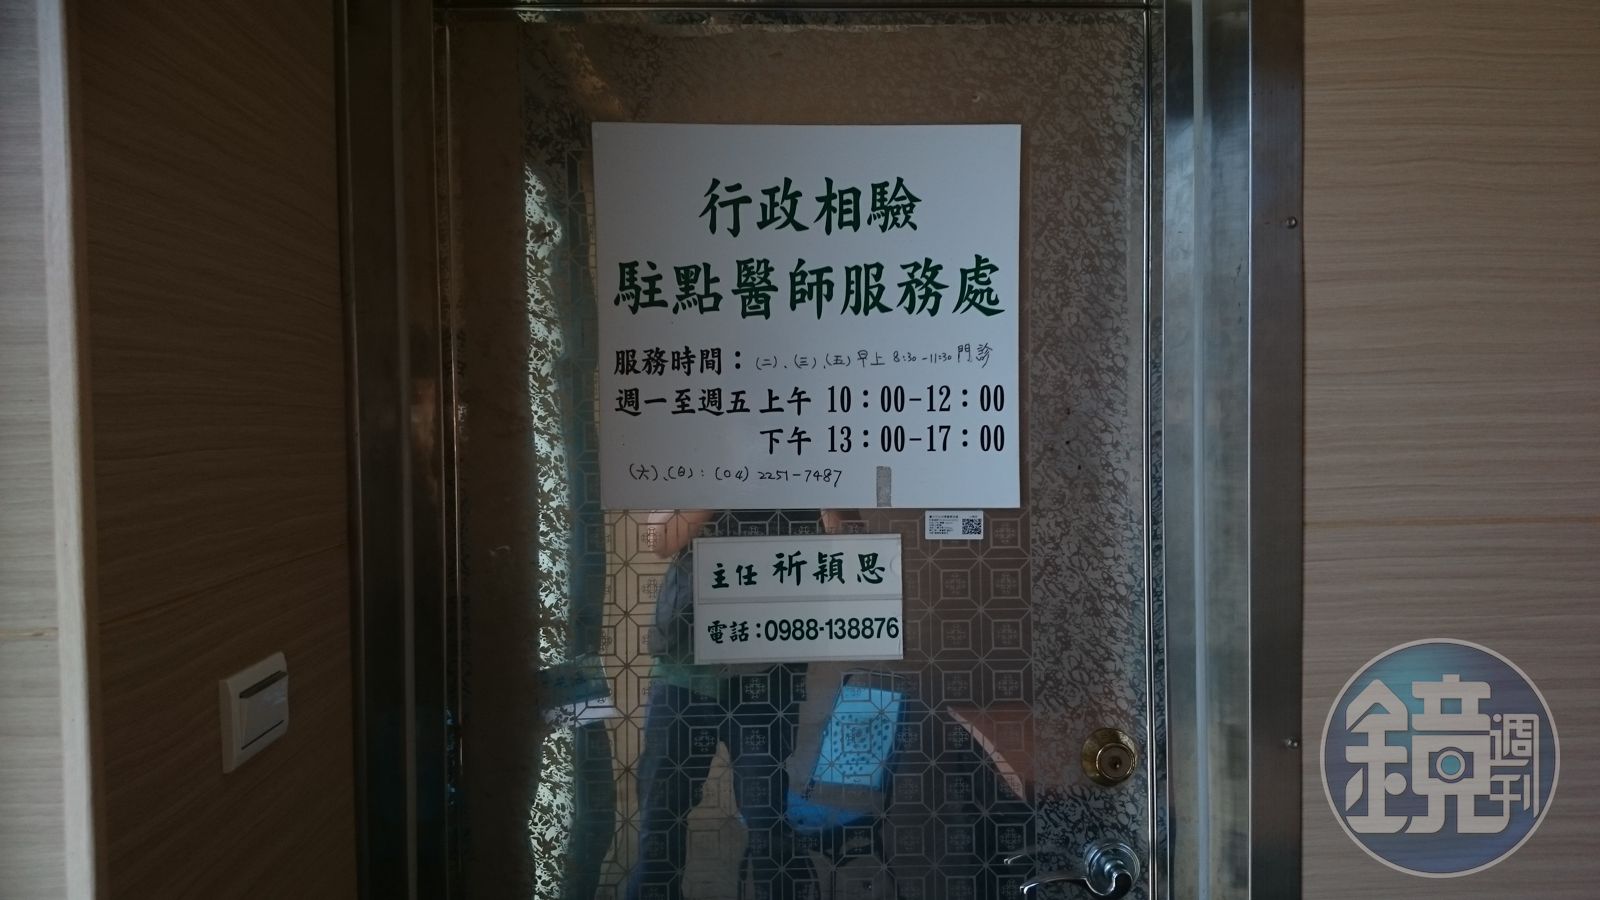 行政相驗
駐點醫師服務處
服務時間：(二)、(三)、(五)早上 8:30-11:30 門診
週一至週五 上午 10：00-12：00
下午 13：00-17：00
(六)、(日)：(04) 2251-7487
主任 祈穎思
電話:0988-138876
鏡週刊